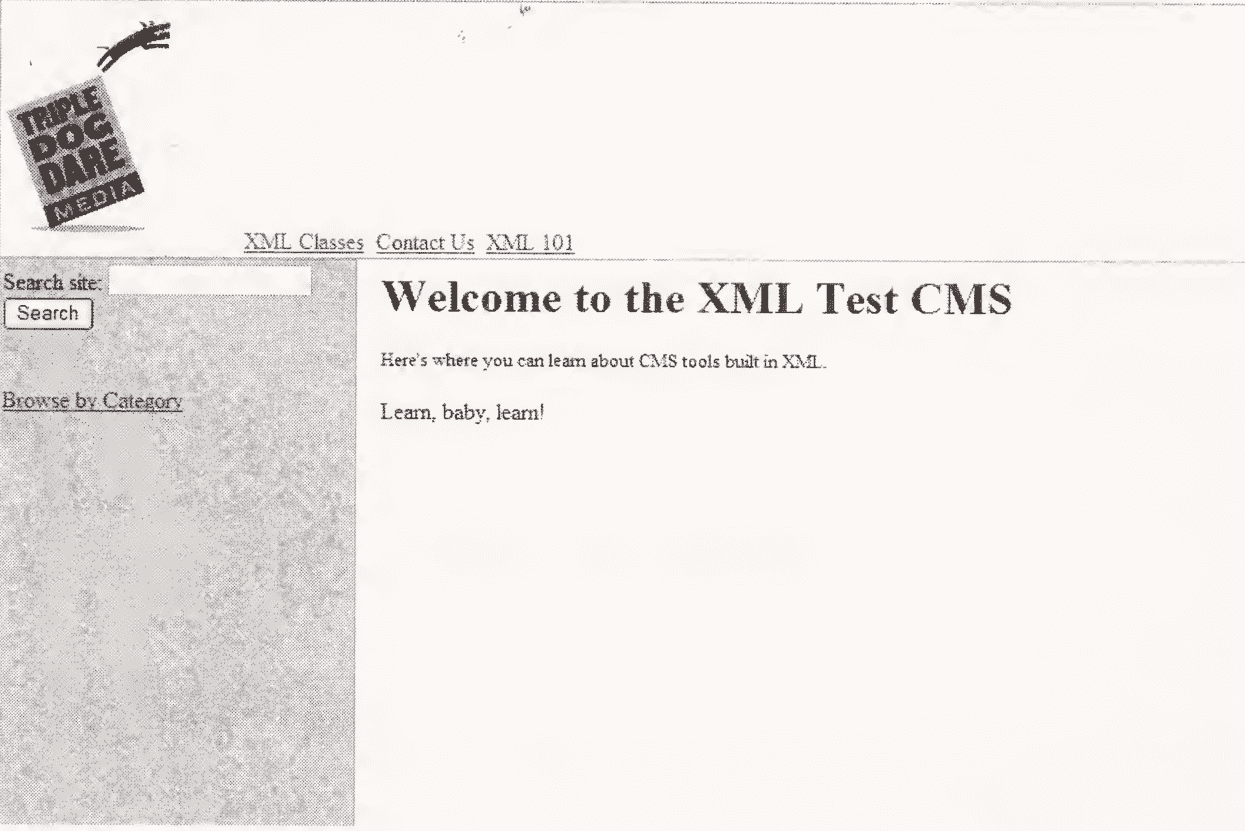 TRIPLE
DOG
DARE
MEDIA
XML Classes Contact Us XML 101
Search site:
Search
Browse by Category
Welcome to the XML Test CMS
Here's where you can learn about CMS tools built in XML.
Learn, baby, learn!